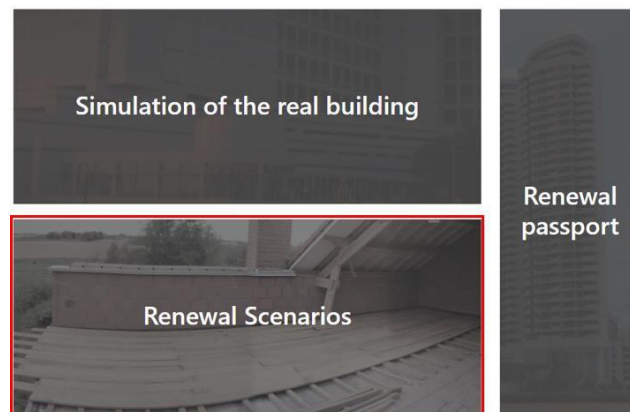 Simulation of the real building
Renewal Scenarios
Renewal
passport